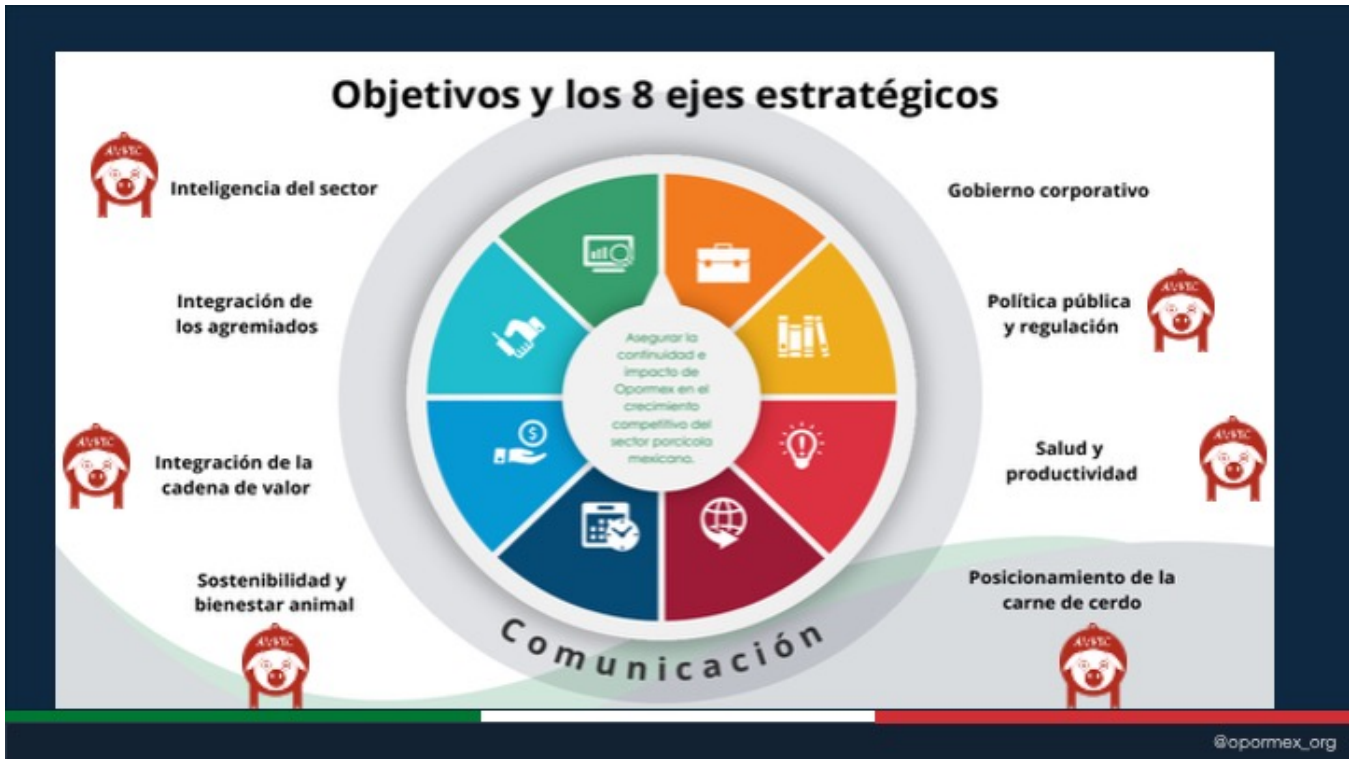 Objetivos y los 8 ejes estratégicos
Inteligencia del sector
Gobierno corporativo
Integración de
los agremiados
Política pública
y regulación
Asegurar la
continuidad e
impacto de
Opormex en el
crecimiento
competitivo del
sector porcícola
mexicano.
Integración de la
cadena de valor
Salud y
productividad
Sostenibilidad y
bienestar animal
Posicionamiento de la
carne de cerdo
Comunicación
@opormex_org